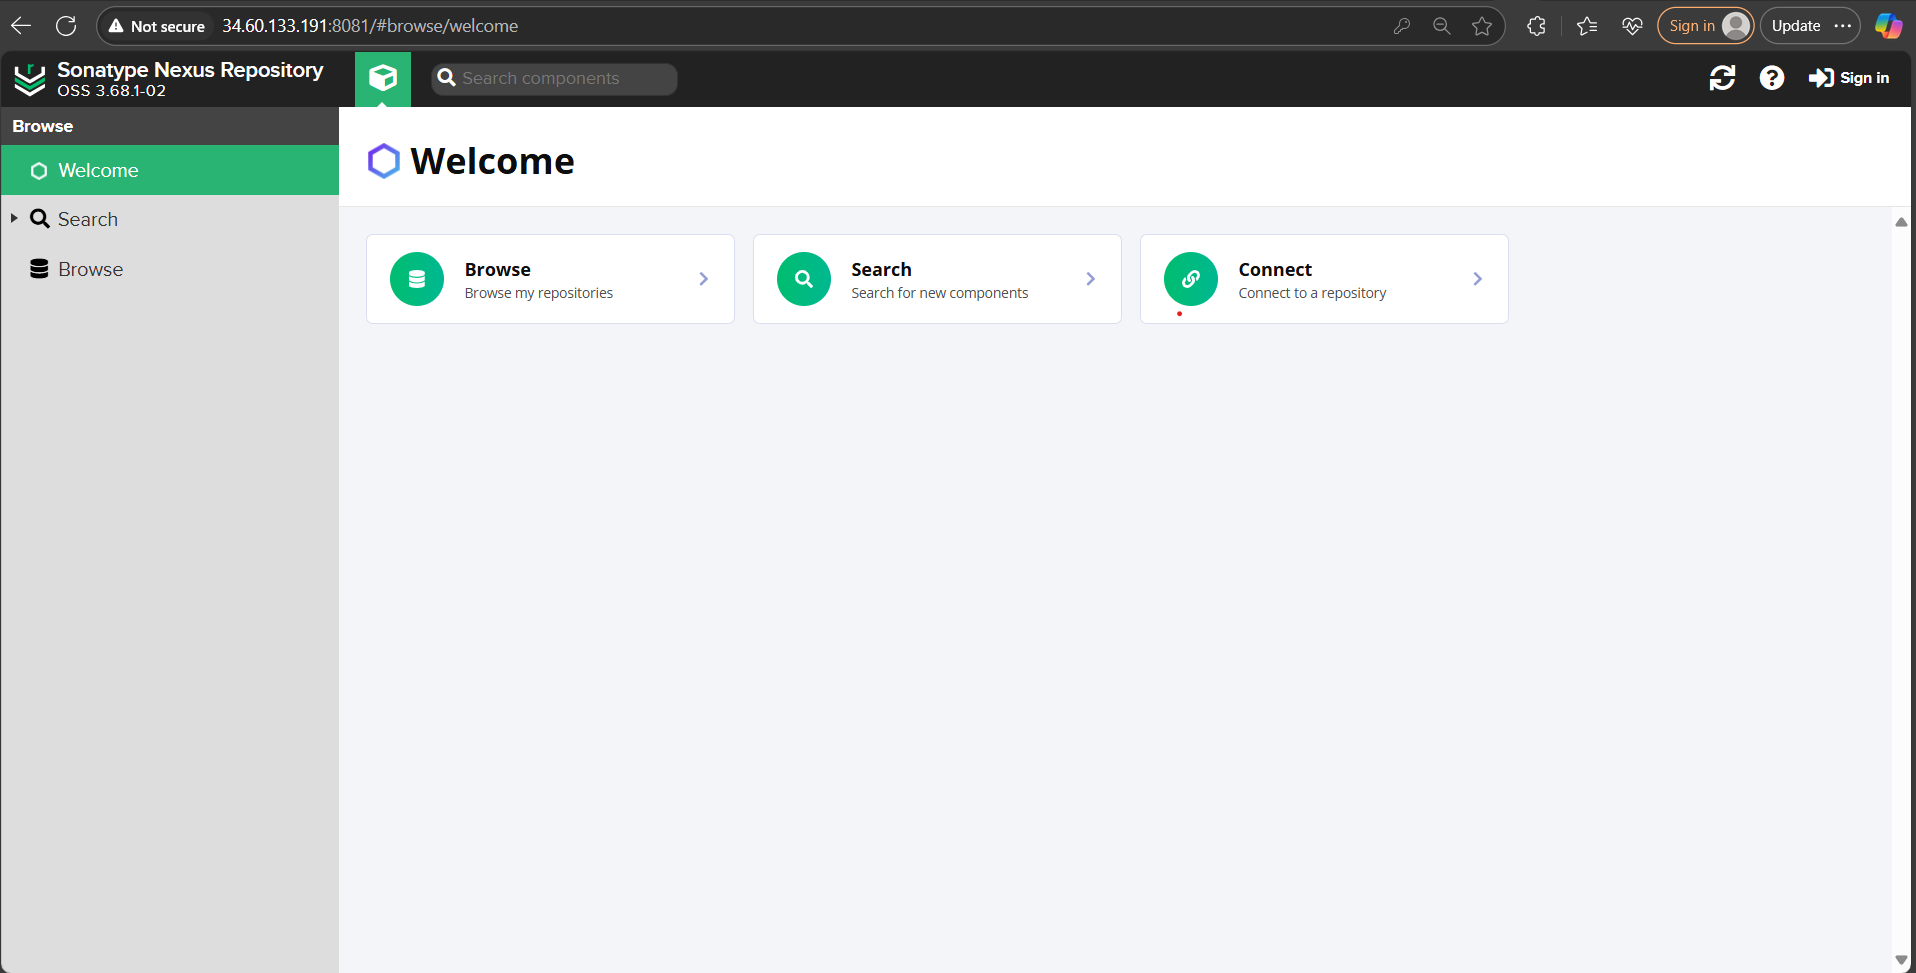 Not secure 34.60.133.191:8081/#browse/welcome Sign in Update
Sonatype Nexus Repository
OSS 3.68.1-02
Search components
Sign in
Browse
Welcome
Search
Browse
Welcome
Browse
Browse my repositories
Search
Search for new components
Connect
Connect to a repository